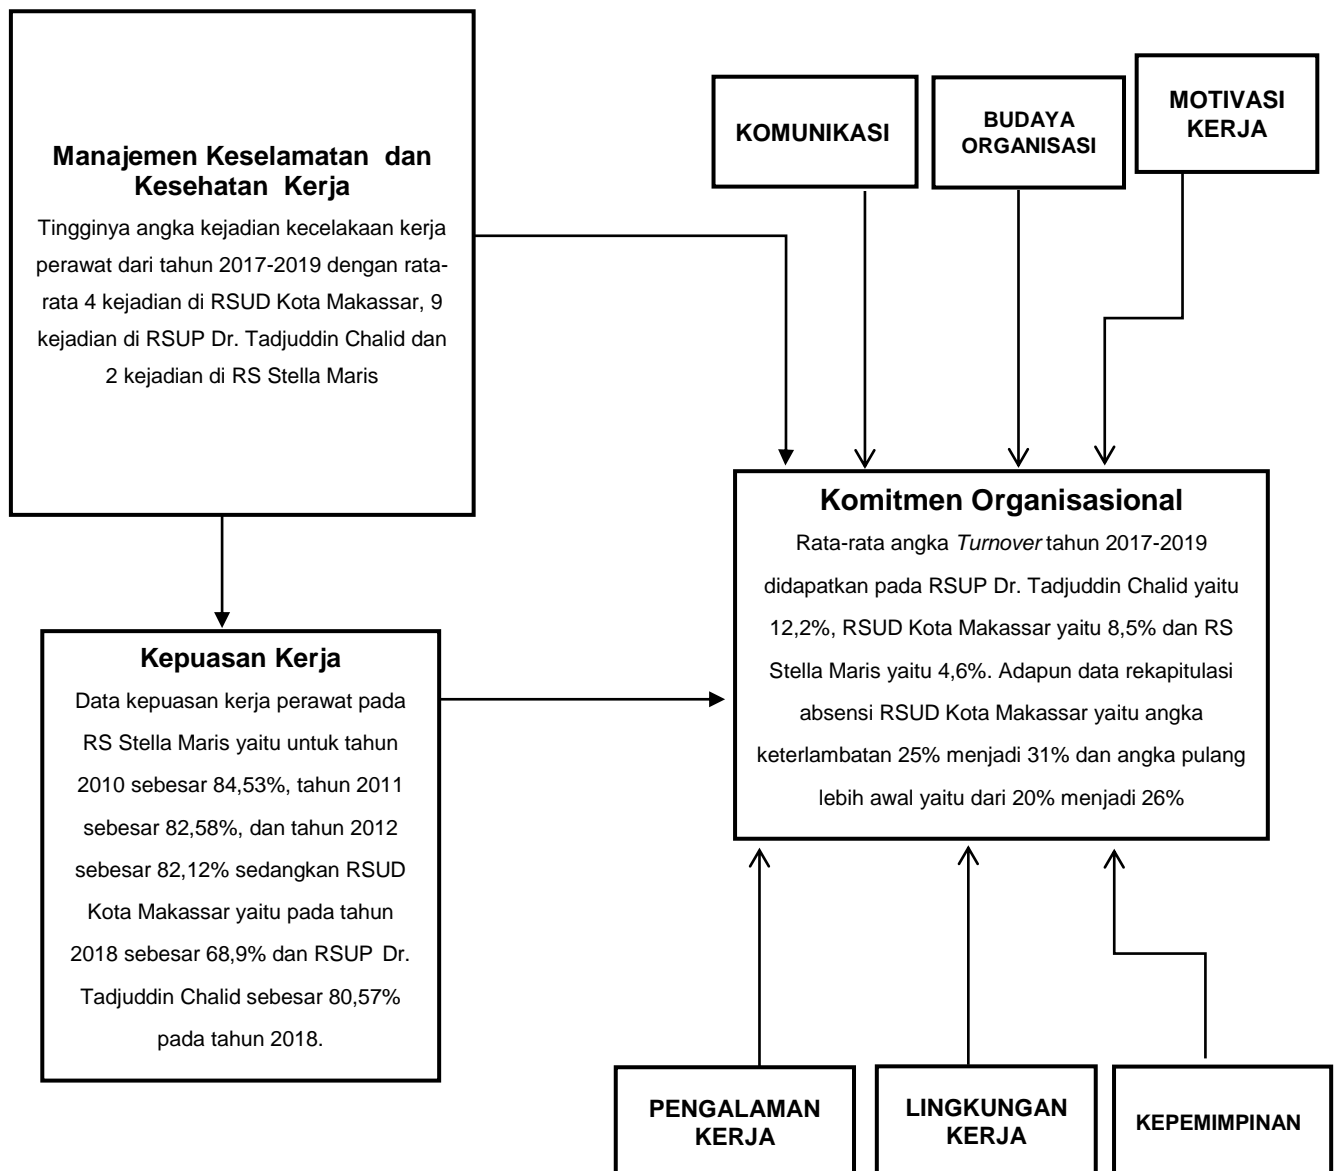 Manajemen Keselamatan dan
Kesehatan Kerja
Tingginya angka kejadian kecelakaan kerja
perawat dari tahun 2017-2019 dengan rata-
rata 4 kejadian di RSUD Kota Makassar, 9
kejadian di RSUP Dr. Tadjuddin Chalid dan
2 kejadian di RS Stella Maris
KOMUNIKASI
BUDAYA
ORGANISASI
MOTIVASI
KERJA
Komitmen Organisasional
Rata-rata angka Turnover tahun 2017-2019
didapatkan pada RSUP Dr. Tadjuddin Chalid yaitu
12,2%, RSUD Kota Makassar yaitu 8,5% dan RS
Stella Maris yaitu 4,6%. Adapun data rekapitulasi
absensi RSUD Kota Makassar yaitu angka
keterlambatan 25% menjadi 31% dan angka pulang
lebih awal yaitu dari 20% menjadi 26%
Kepuasan Kerja
Data kepuasan kerja perawat pada
RS Stella Maris yaitu untuk tahun
2010 sebesar 84,53%, tahun 2011
sebesar 82,58%, dan tahun 2012
sebesar 82,12% sedangkan RSUD
Kota Makassar yaitu pada tahun
2018 sebesar 68,9% dan RSUP Dr.
Tadjuddin Chalid sebesar 80,57%
pada tahun 2018.
PENGALAMAN
KERJA
LINGKUNGAN
KERJA
KEPEMIMPINAN